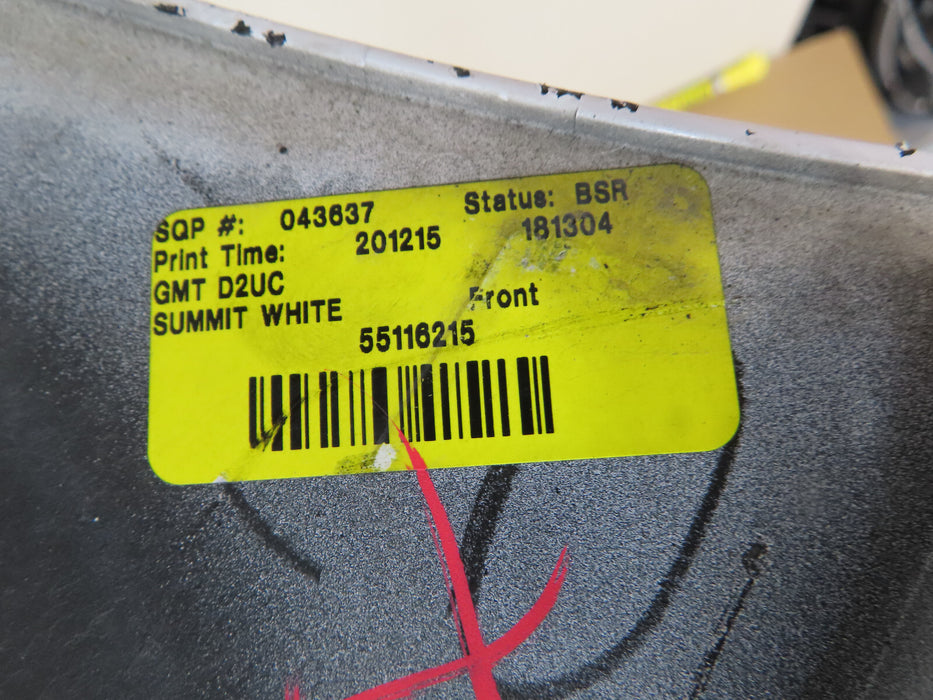 SQP #: 043637 Status: BSR
Print Time: 201215 181304
GMT D2UC
SUMMIT WHITE Front
55116215